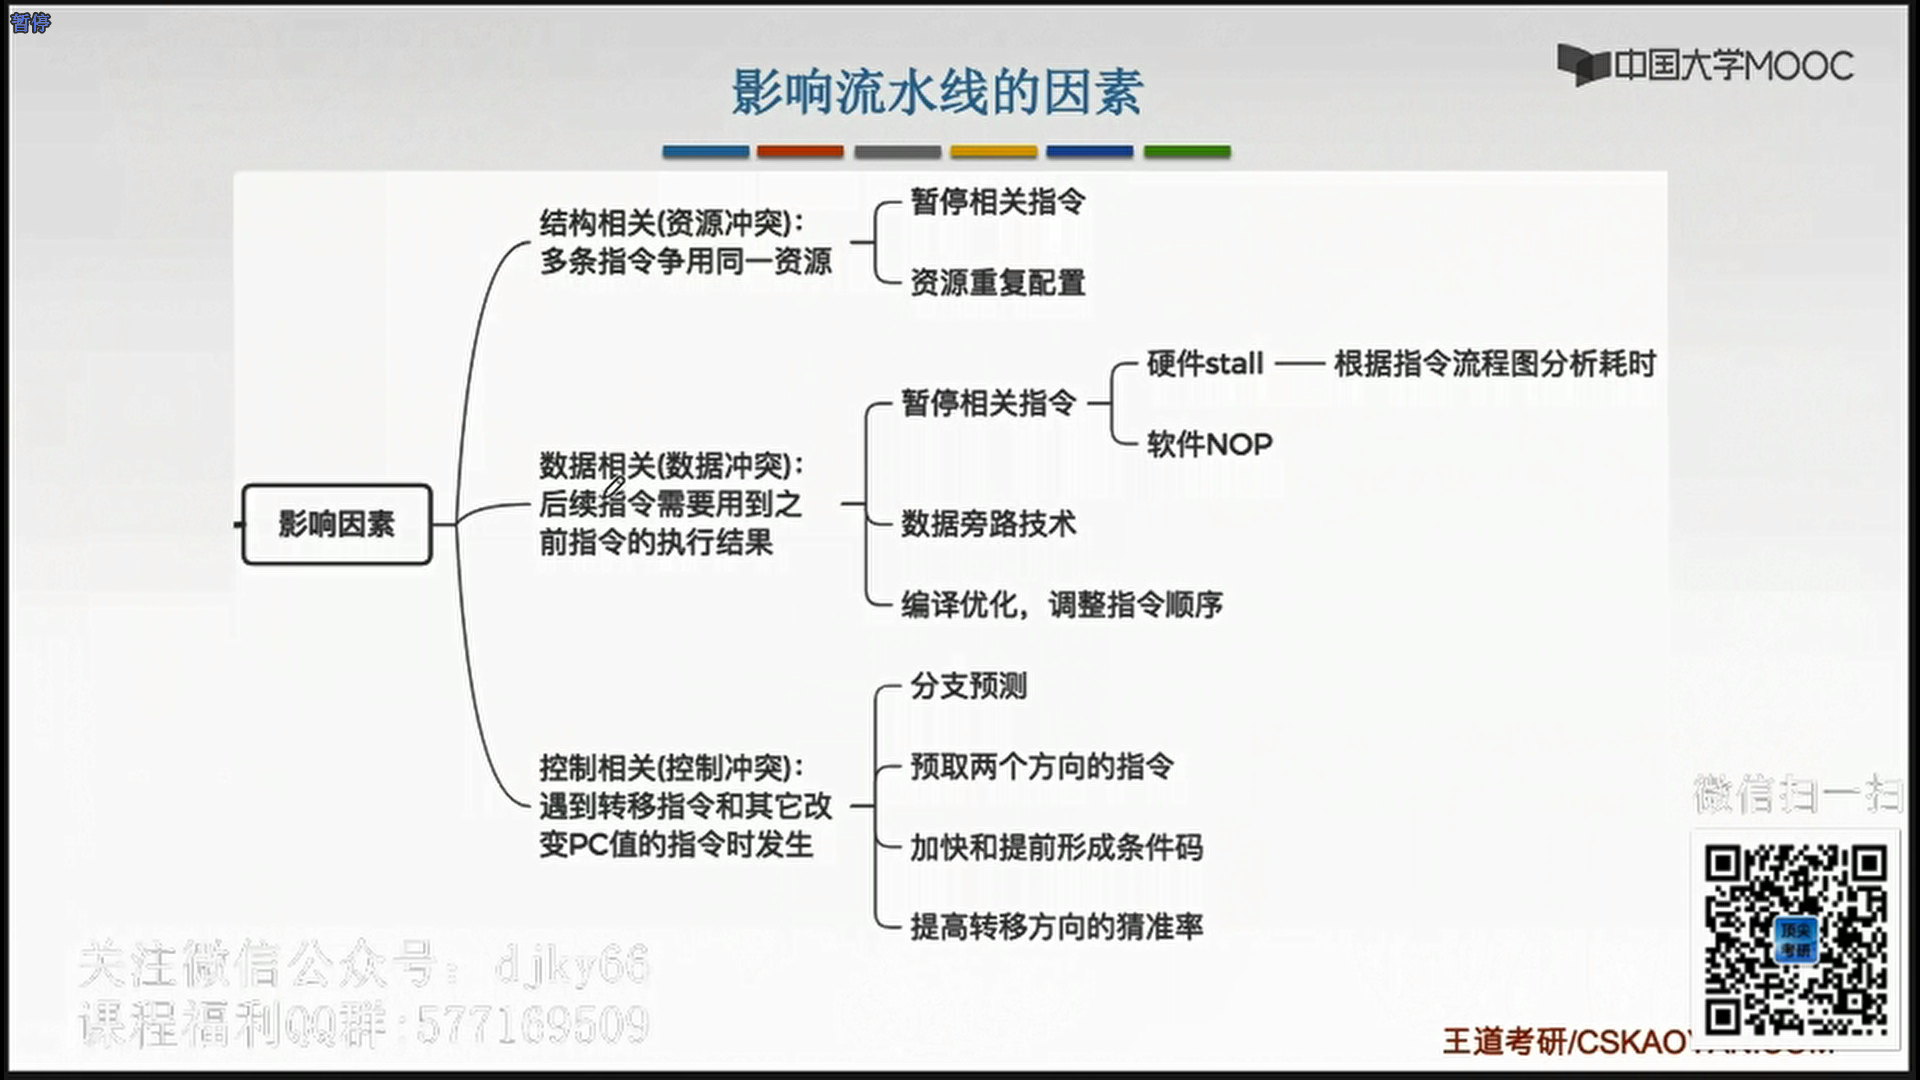 暂停
中国大学MOOC
影响流水线的因素
影响因素
结构相关(资源冲突)：
多条指令争用同一资源
暂停相关指令
资源重复配置
数据相关(数据冲突)：
后续指令需要用到之
前指令的执行结果
暂停相关指令
硬件stall
根据指令流程图分析耗时
软件NOP
数据旁路技术
编译优化，调整指令顺序
控制相关(控制冲突)：
遇到转移指令和其它改
变PC值的指令时发生
分支预测
预取两个方向的指令
加快和提前形成条件码
提高转移方向的猜准率
微信扫一扫
顶尖
考研
关注微信公众号：djky66
课程福利QQ群:577169509
王道考研/CSKAO